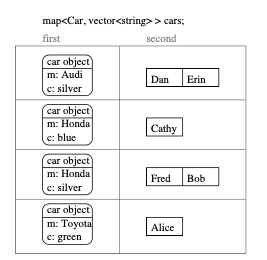 map<Car, vector<string> > cars;
first second
car object
m: Audi
c: silver
Dan Erin
car object
m: Honda
c: blue
Cathy
car object
m: Honda
c: silver
Fred Bob
car object
m: Toyota
c: green
Alice